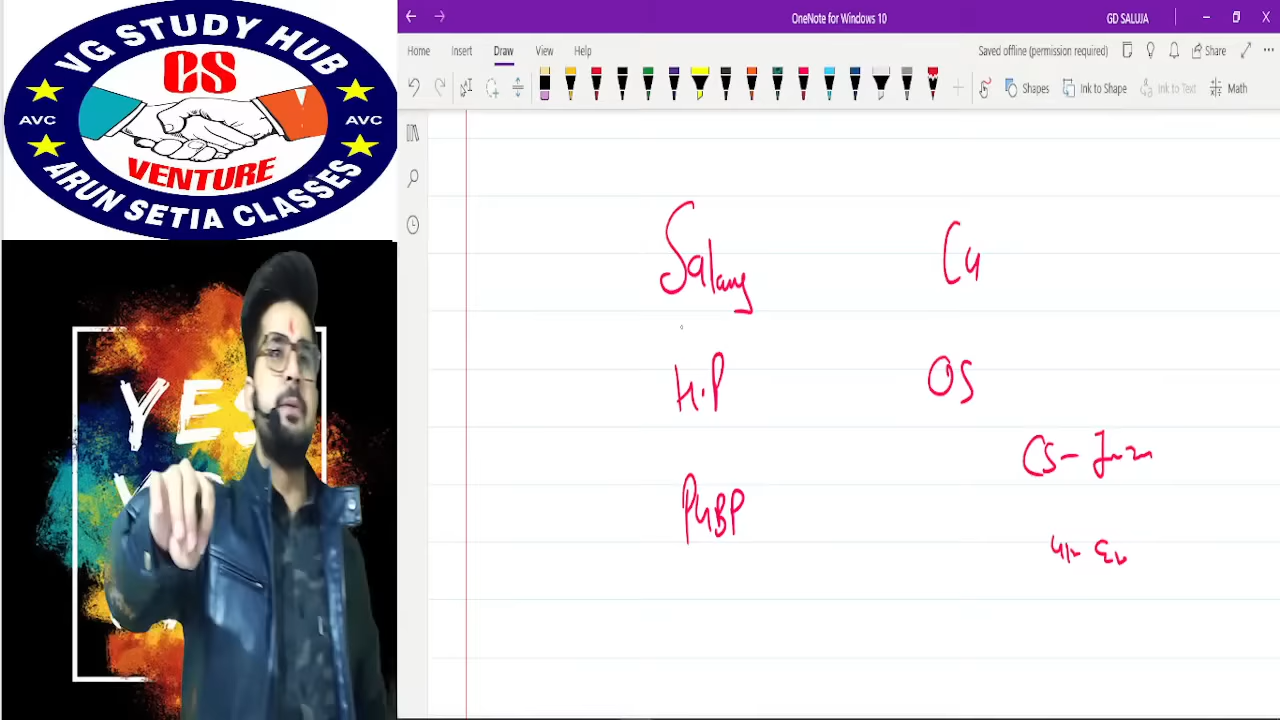 VG STUDY HUB
CS
AVC
AVC
VENTURE
ARUN SETIA CLASSES
YES
OneNote for Windows 10
GD SALUJA
Home
Insert
Draw
View
Help
Saved offline (permission required)
Share
Shapes
Ink to Shape
Ink to Text
Math
Salary
H.P
OS
PGBP
CS-